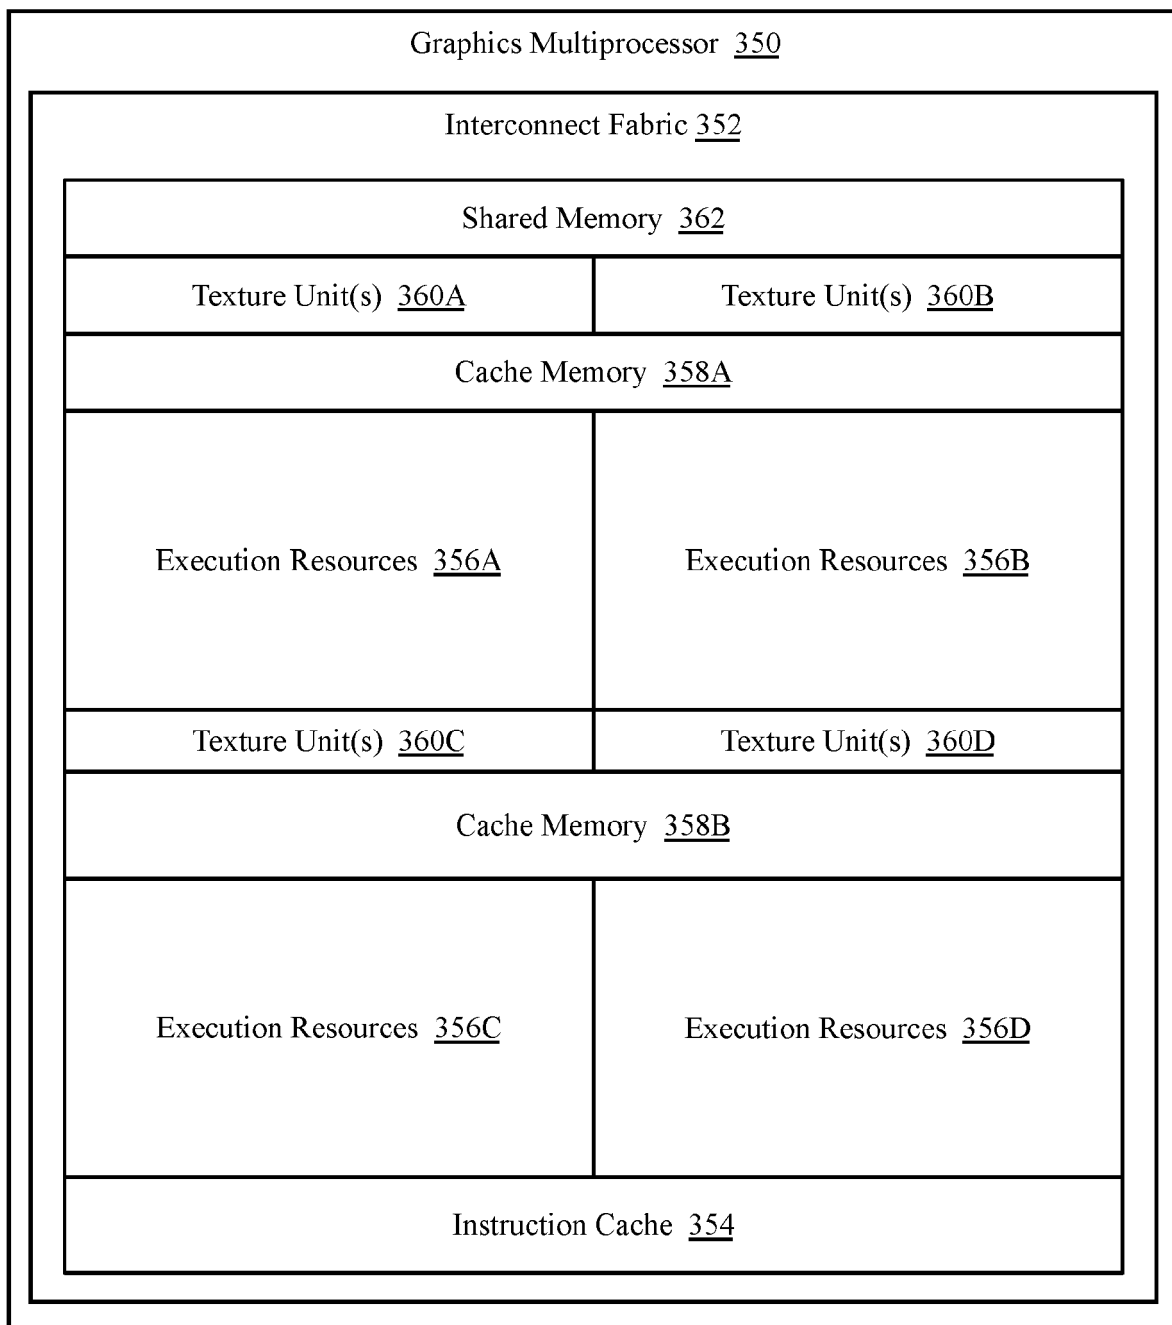 Graphics Multiprocessor 350
Interconnect Fabric 352
Shared Memory 362
Texture Unit(s) 360A
Texture Unit(s) 360B
Cache Memory 358A
Execution Resources 356A
Execution Resources 356B
Texture Unit(s) 360C
Texture Unit(s) 360D
Cache Memory 358B
Execution Resources 356C
Execution Resources 356D
Instruction Cache 354